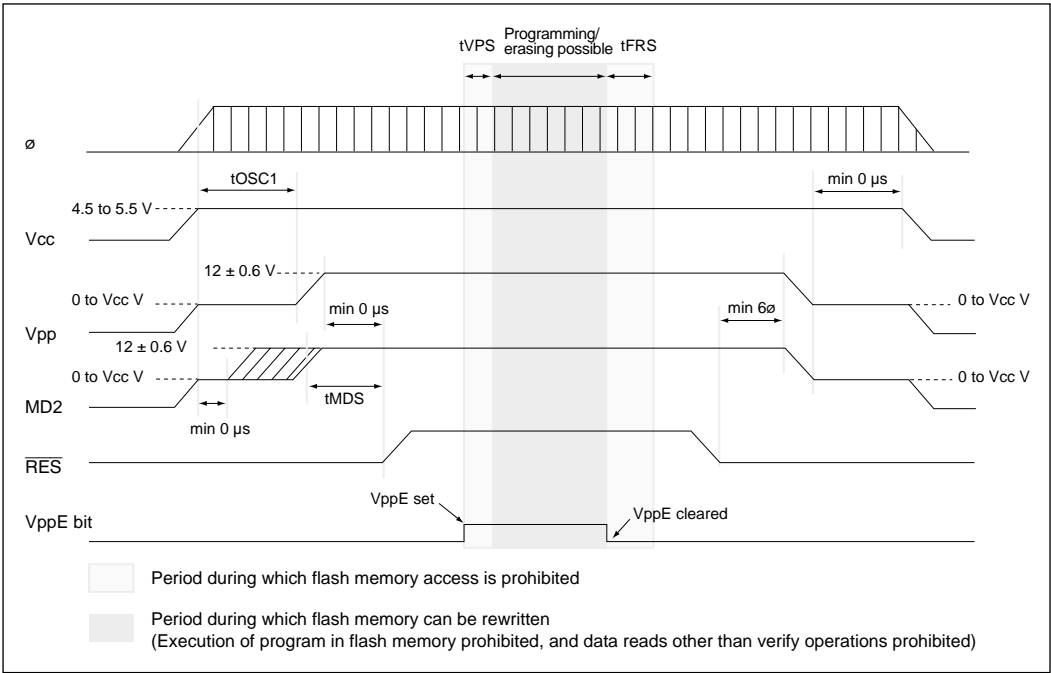 Programming/
tVPS erasing possible tFRS
ø
tOSC1
min 0 µs
4.5 to 5.5 V
Vcc
12 ± 0.6 V
0 to Vcc V
0 to Vcc V
min 0 µs
min 6ø
Vpp
12 ± 0.6 V
0 to Vcc V
0 to Vcc V
tMDS
MD2
min 0 µs
RES
VppE set
VppE cleared
VppE bit
Period during which flash memory access is prohibited
Period during which flash memory can be rewritten
(Execution of program in flash memory prohibited, and data reads other than verify operations prohibited)